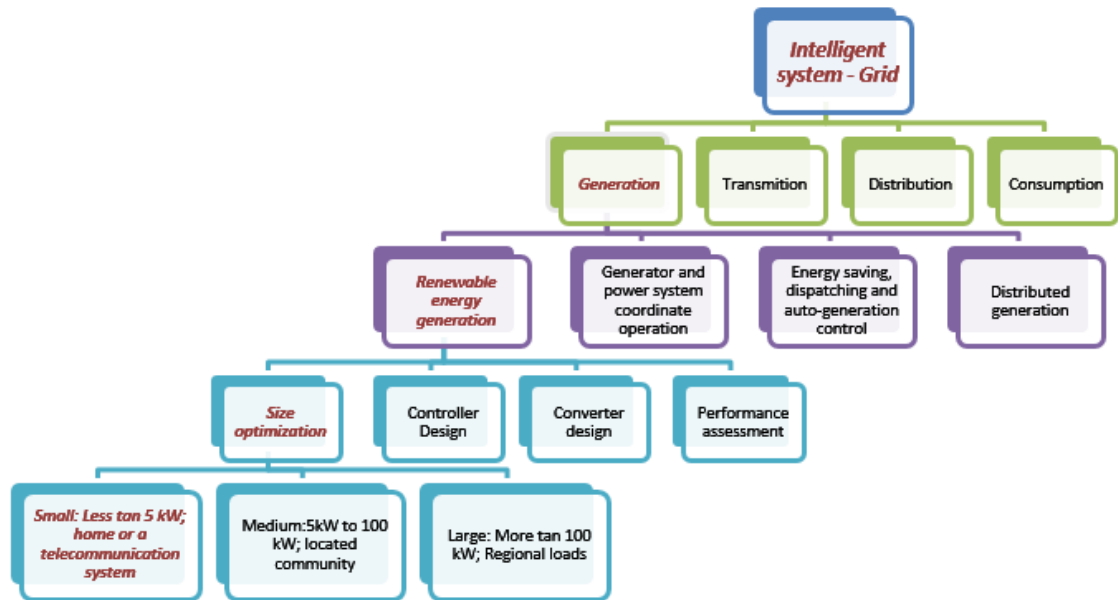 Intelligent
system - Grid
Generation
Transmition
Distribution
Consumption
Renewable
energy
generation
Generator and
power system
coordinate
operation
Energy saving,
dispatching and
auto-generation
control
Distributed
generation
Size
optimization
Controller
Design
Converter
design
Performance
assessment
Small: Less tan 5 kW;
home or a
telecommunication
system
Medium:5kW to 100
kW; located
community
Large: More tan 100
kW; Regional loads